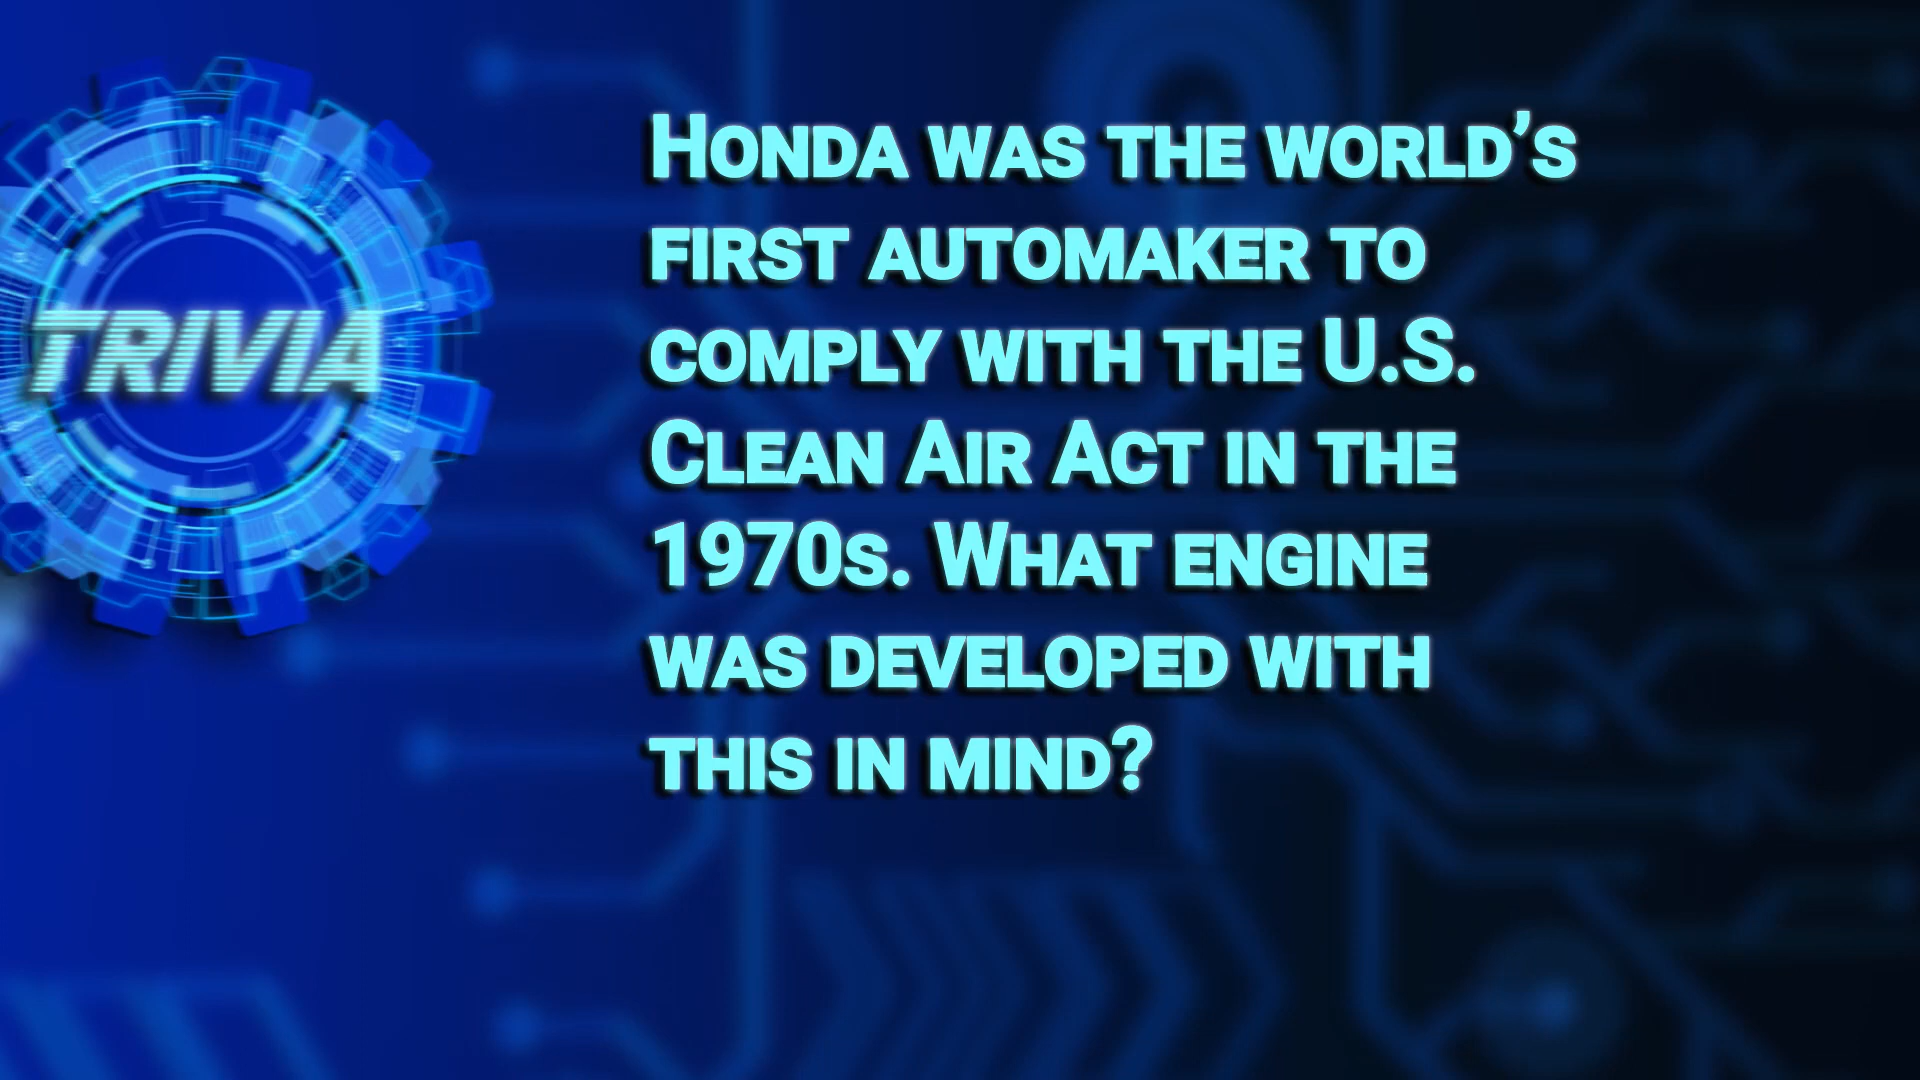 TRIVIA
Honda was the world’s
first automaker to
comply with the U.S.
Clean Air Act in the
1970s. What engine
was developed with
this in mind?